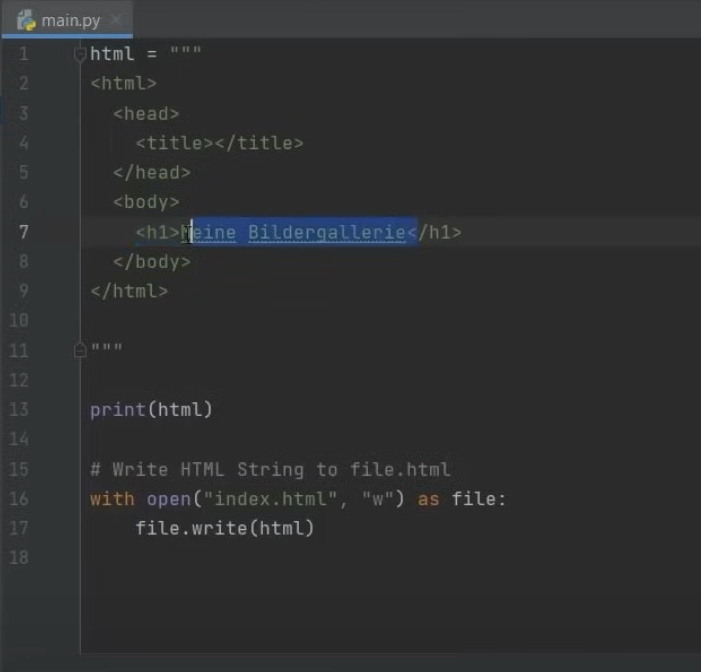 main.py
1 html = """
2 <html>
3 <head>
4 <title></title>
5 </head>
6 <body>
7 <h1>Meine Bildergallerie</h1>
8 </body>
9 </html>
10
11 """
12
13 print(html)
14
15 # Write HTML String to file.html
16 with open("index.html", "w") as file:
17 file.write(html)
18